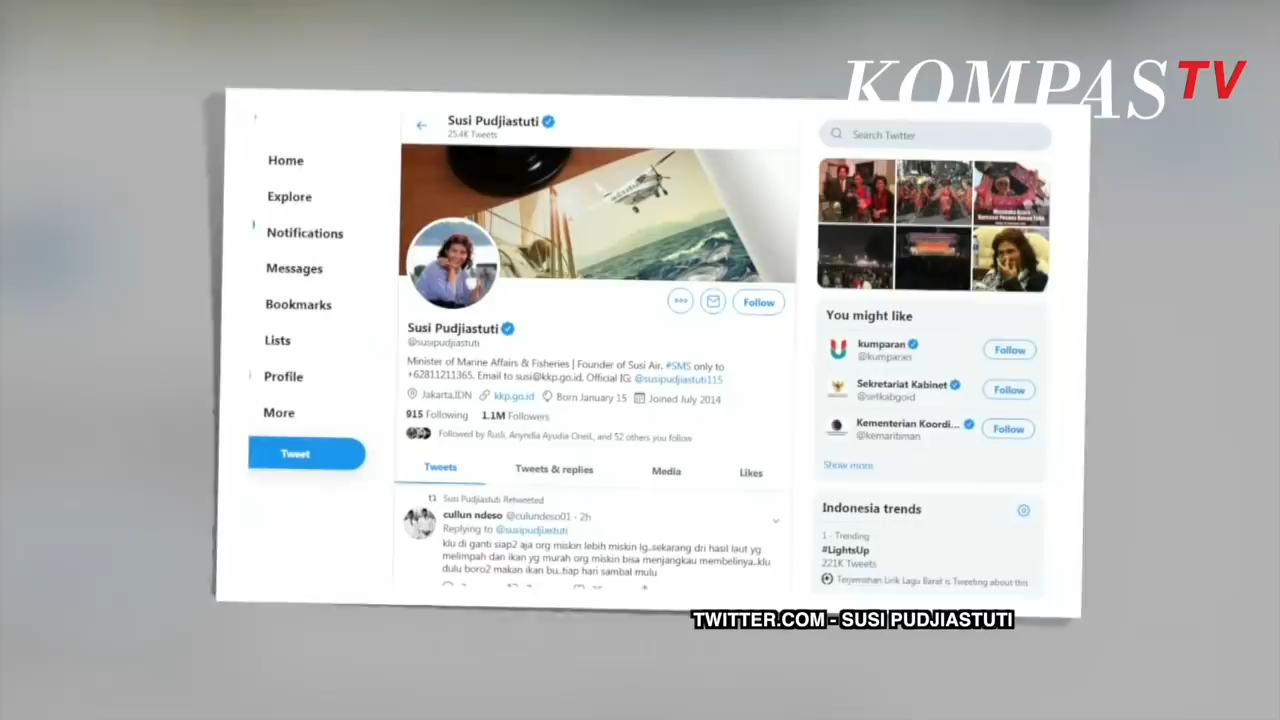 KOMPAS TV
Home
Explore
Notifications
Messages
Bookmarks
Lists
Profile
More
Tweet
Susi Pudjiastuti
25.4K Tweets
Follow
Susi Pudjiastuti
@susipudjiastuti
Minister of Marine Affairs & Fisheries | Founder of Susi Air. #SMS only to
+62811211365. Email to susi@kkp.go.id. Official IG: @susipudjiastuti115
Jakarta.IDN kkp.go.id Born January 15 Joined July 2014
915 Following 1.1M Followers
Followed by Rusli, Anyndia Ayudia Oneil, and 52 others you follow
Tweets Tweets & replies Media Likes
Susi Pudjiastuti Retweeted
cullun ndeso @culundeso01 · 2h
Replying to @susipudjiastuti
klu di ganti siap2 aja org miskin lebih miskin lg..sekarang dri hasil laut yg
melimpah dan ikan yg murah org miskin bisa menjangkau membelinya..klu
dulu boro2 makan ikan bu..tiap hari sambal mulu
Search Twitter
You might like
kumparan
@kumparan
Follow
Sekretariat Kabinet
@setkabgoid
Follow
Kementerian Koordi...
@kemaritiman
Follow
Show more
Indonesia trends
1 · Trending
#LightsUp
221K Tweets
Terjemahan Lirik Lagu Barat is Tweeting about this
TWITTER.COM - SUSI PUDJIASTUTI